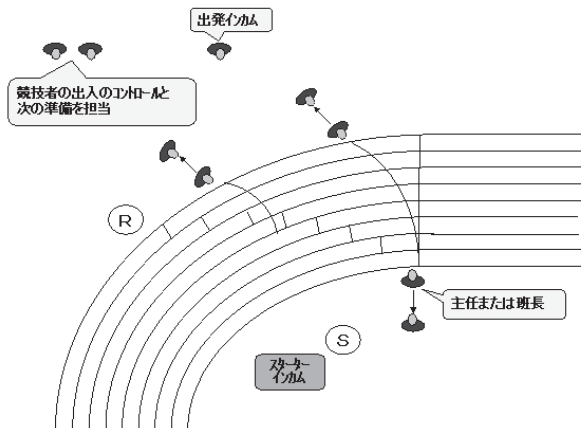 出発インカム
競技者の出入のコントロールと
次の準備を担当
R
主任または班長
S
スターター
インカム